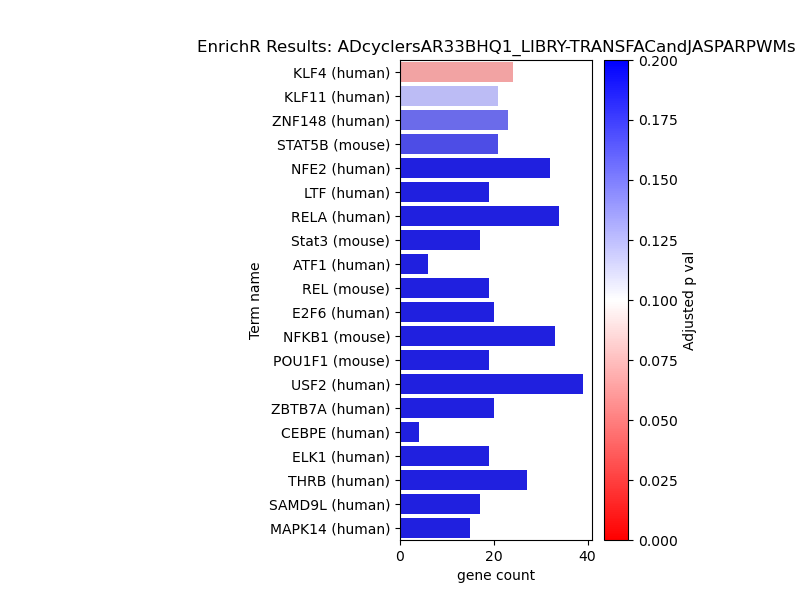 EnrichR Results: ADcyclersAR33BHQ1_LIBRY-TRANSFACandJASPARPWMs
KLF4 (human)
KLF11 (human)
ZNF148 (human)
STAT5B (mouse)
NFE2 (human)
LTF (human)
RELA (human)
Stat3 (mouse)
ATF1 (human)
REL (mouse)
E2F6 (human)
NFKB1 (mouse)
POU1F1 (mouse)
USF2 (human)
ZBTB7A (human)
CEBPE (human)
ELK1 (human)
THRB (human)
SAMD9L (human)
MAPK14 (human)
Term name
0 20 40
gene count
0.200
0.175
0.150
0.125
0.100
0.075
0.050
0.025
0.000
Adjusted p val